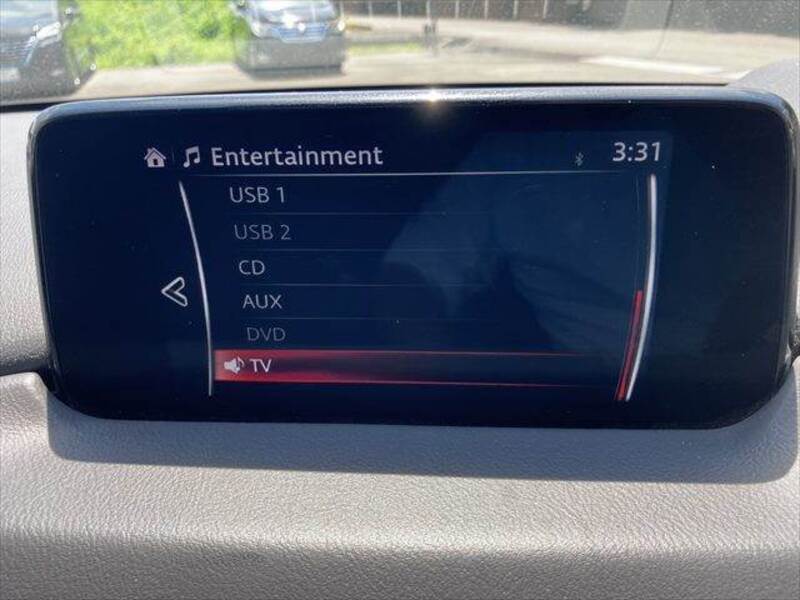 Entertainment 3:31
USB 1
USB 2
CD
AUX
DVD
TV